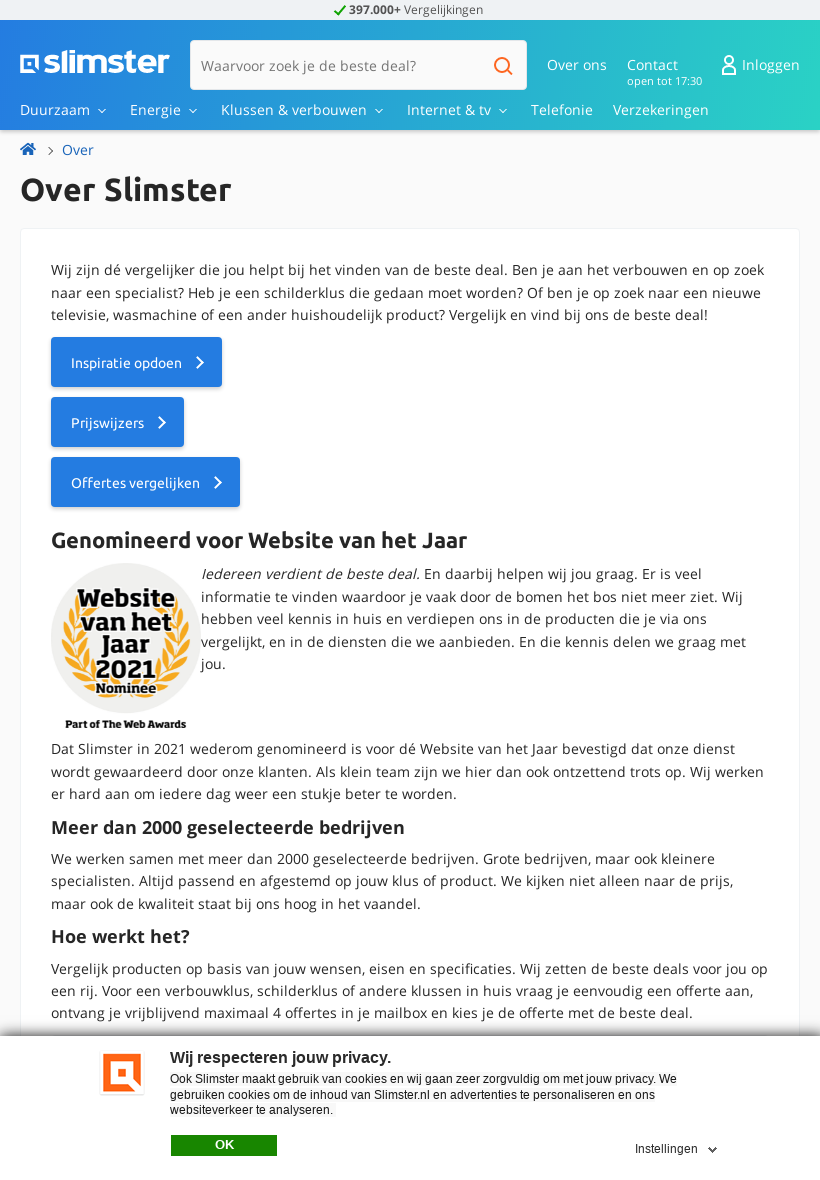 397.000+ Vergelijkingen
slimster
Waarvoor zoek je de beste deal?
Over ons
Contact
open tot 17:30
Inloggen
Duurzaam
Energie
Klussen & verbouwen
Internet & tv
Telefonie
Verzekeringen
Over
Over Slimster
Wij zijn dé vergelijker die jou helpt bij het vinden van de beste deal. Ben je aan het verbouwen en op zoek
naar een specialist? Heb je een schilderklus die gedaan moet worden? Of ben je op zoek naar een nieuwe
televisie, wasmachine of een ander huishoudelijk product? Vergelijk en vind bij ons de beste deal!
Inspiratie opdoen
Prijswijzers
Offertes vergelijken
Genomineerd voor Website van het Jaar
Website
van het
Jaar
2021
Nominee
Part of The Web Awards
Iedereen verdient de beste deal. En daarbij helpen wij jou graag. Er is veel
informatie te vinden waardoor je vaak door de bomen het bos niet meer ziet. Wij
hebben veel kennis in huis en verdiepen ons in de producten die je via ons
vergelijkt, en in de diensten die we aanbieden. En die kennis delen we graag met
jou.
Dat Slimster in 2021 wederom genomineerd is voor dé Website van het Jaar bevestigd dat onze dienst
wordt gewaardeerd door onze klanten. Als klein team zijn we hier dan ook ontzettend trots op. Wij werken
er hard aan om iedere dag weer een stukje beter te worden.
Meer dan 2000 geselecteerde bedrijven
We werken samen met meer dan 2000 geselecteerde bedrijven. Grote bedrijven, maar ook kleinere
specialisten. Altijd passend en afgestemd op jouw klus of product. We kijken niet alleen naar de prijs,
maar ook de kwaliteit staat bij ons hoog in het vaandel.
Hoe werkt het?
Vergelijk producten op basis van jouw wensen, eisen en specificaties. Wij zetten de beste deals voor jou op
een rij. Voor een verbouwklus, schilderklus of andere klussen in huis vraag je eenvoudig een offerte aan,
ontvang je vrijblijvend maximaal 4 offertes in je mailbox en kies je de offerte met de beste deal.
Wij respecteren jouw privacy.
Ook Slimster maakt gebruik van cookies en wij gaan zeer zorgvuldig om met jouw privacy. We
gebruiken cookies om de inhoud van Slimster.nl en advertenties te personaliseren en ons
websiteverkeer te analyseren.
OK
Instellingen